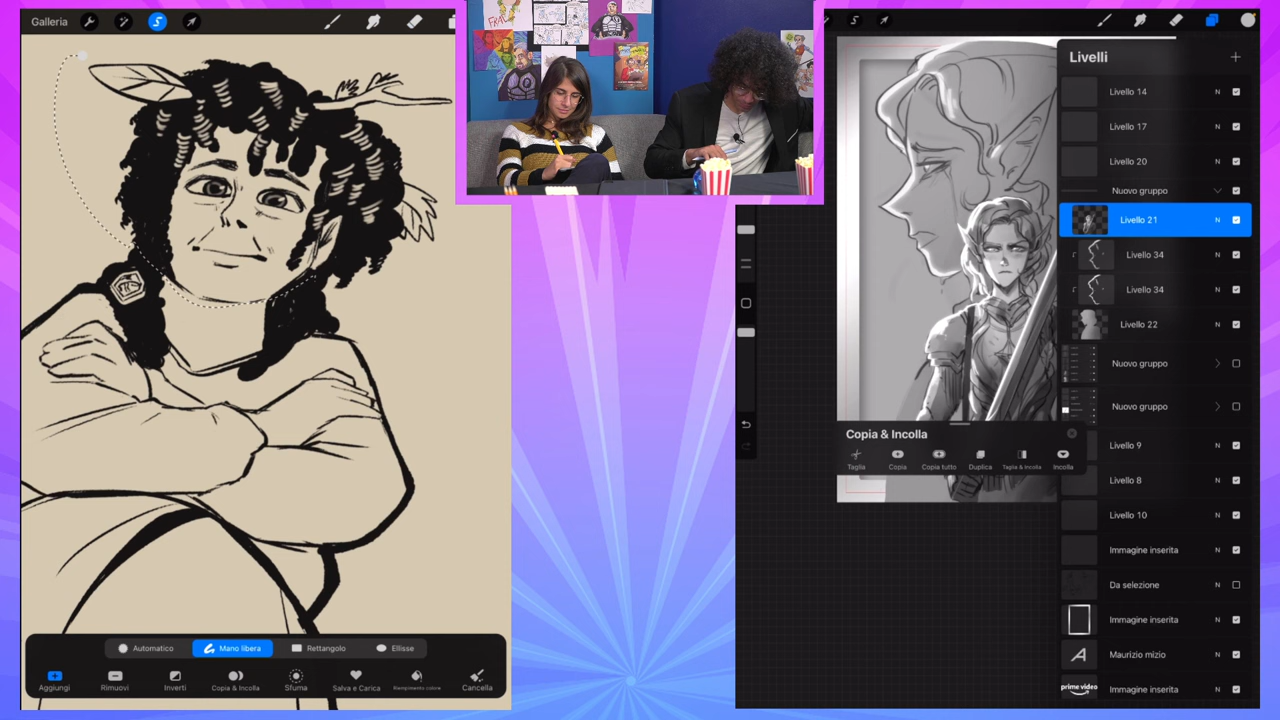 Galleria
Automatico
Mano libera
Rettangolo
Ellisse
Aggiungi
Rimuovi
Inverti
Copia & Incolla
Sfuma
Salva e Carica
Riempimento colore
Cancella
Copia & Incolla
Taglia
Copia
Copia tutto
Duplica
Taglia & Incolla
Incolla
Livelli
Livello 14 N
Livello 17 N
Livello 20 N
Nuovo gruppo
Livello 21 N
Livello 34 N
Livello 34 N
Livello 22 N
Nuovo gruppo
Nuovo gruppo
Livello 9 N
Livello 8 N
Livello 10 N
Immagine inserita N
Da selezione N
Immagine inserita N
Maurizio mizio N
prime video Immagine inserita N